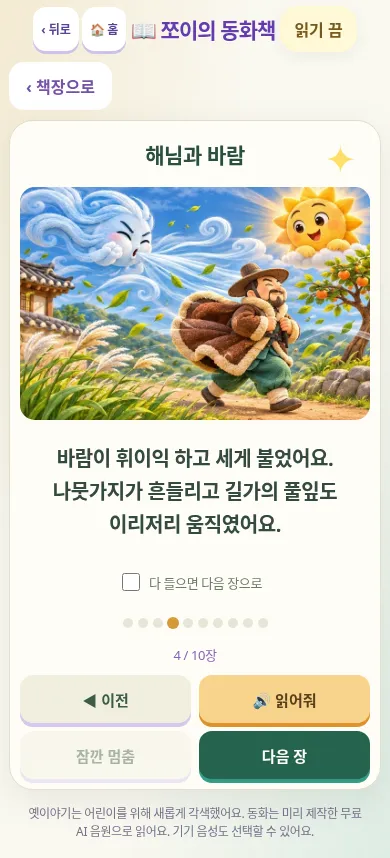 ‹ 뒤로 🏠 홈 📖 쪼이의 동화책 읽기 끔
‹ 책장으로
해님과 바람
바람이 휘이익 하고 세게 불었어요.
나뭇가지가 흔들리고 길가의 풀잎도
이리저리 움직였어요.
다 들으면 다음 장으로
4 / 10장
◀ 이전 🔊 읽어줘
잠깐 멈춤 다음 장
옛이야기는 어린이를 위해 새롭게 각색했어요. 동화는 미리 제작한 무료
AI 음원으로 읽어요. 기기 음성도 선택할 수 있어요.